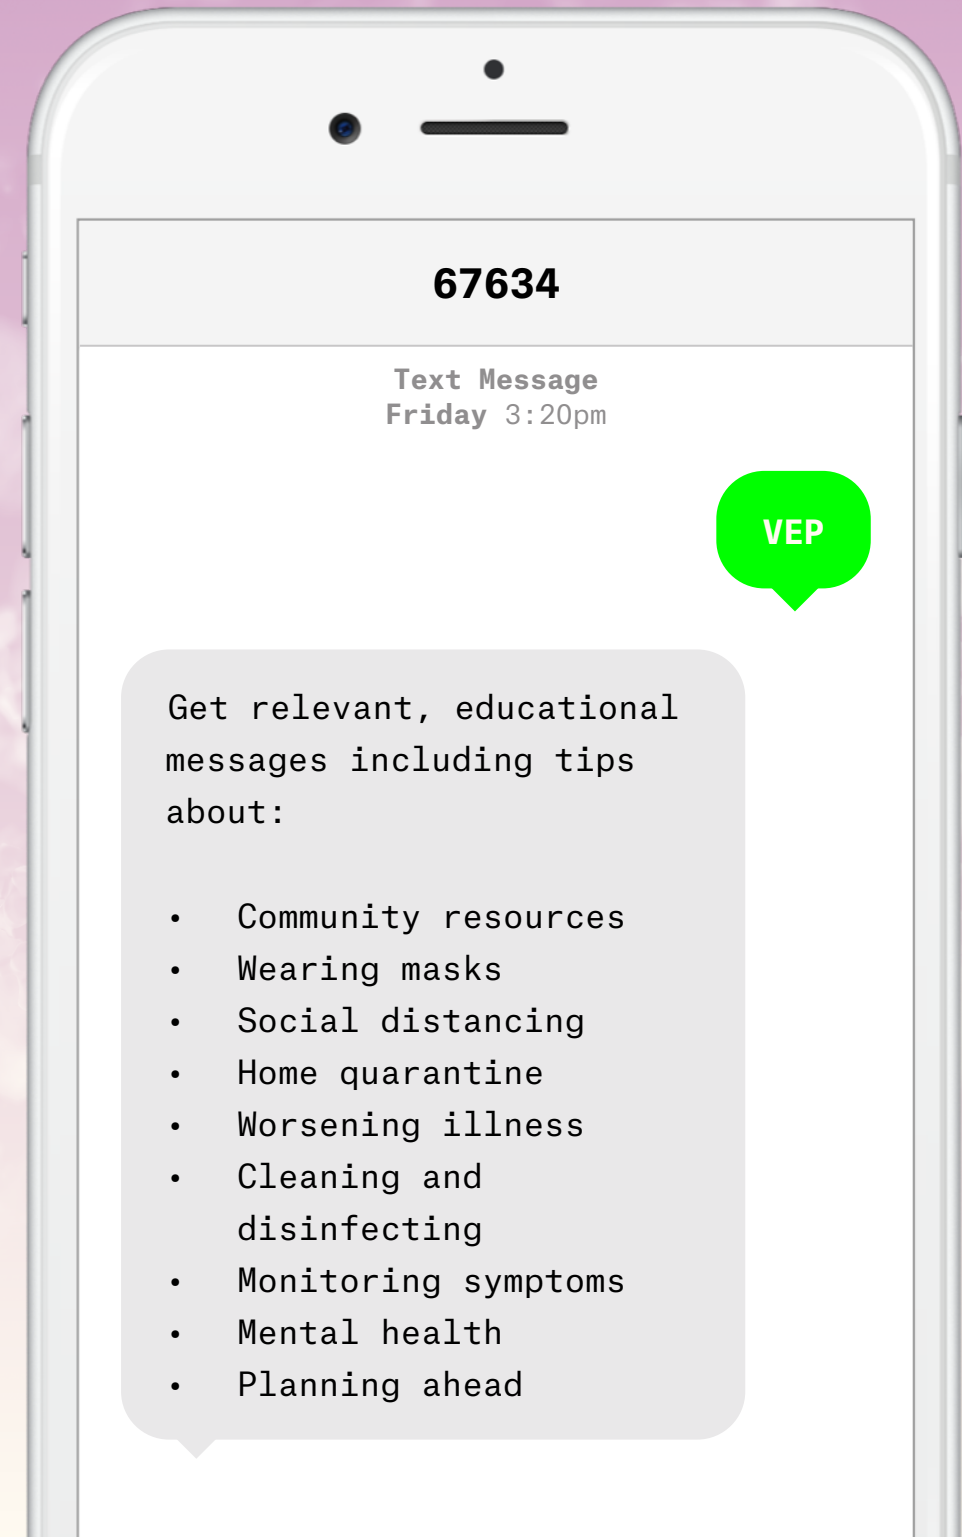 67634
Text Message
Friday 3:20pm
VEP
Get relevant, educational
messages including tips
about:
• Community resources
• Wearing masks
• Social distancing
• Home quarantine
• Worsening illness
• Cleaning and
disinfecting
• Monitoring symptoms
• Mental health
• Planning ahead